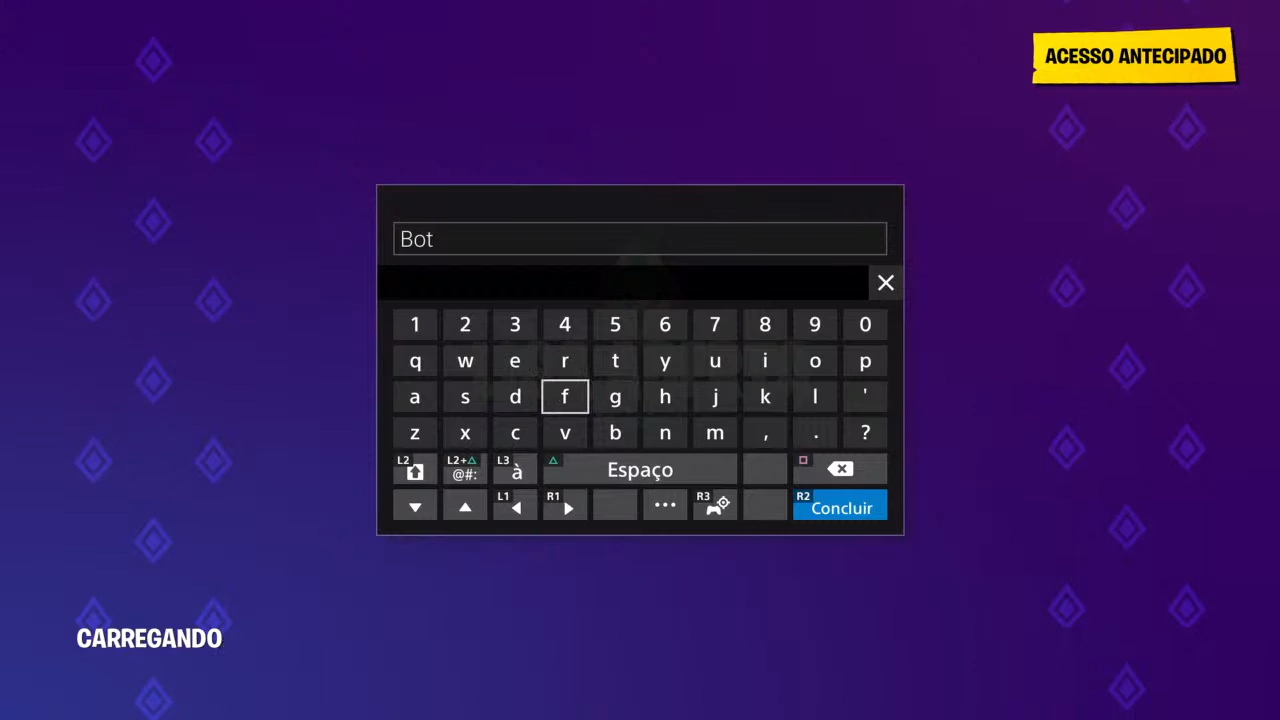 ACESSO ANTECIPADO
Bot
1 2 3 4 5 6 7 8 9 0
q w e r t y u i o p
a s d f g h j k l '
z x c v b n m , . ?
L2 L2+△ @#: L3 à △ Espaço □
L1 R1 ... R3 R2 Concluir
CARREGANDO